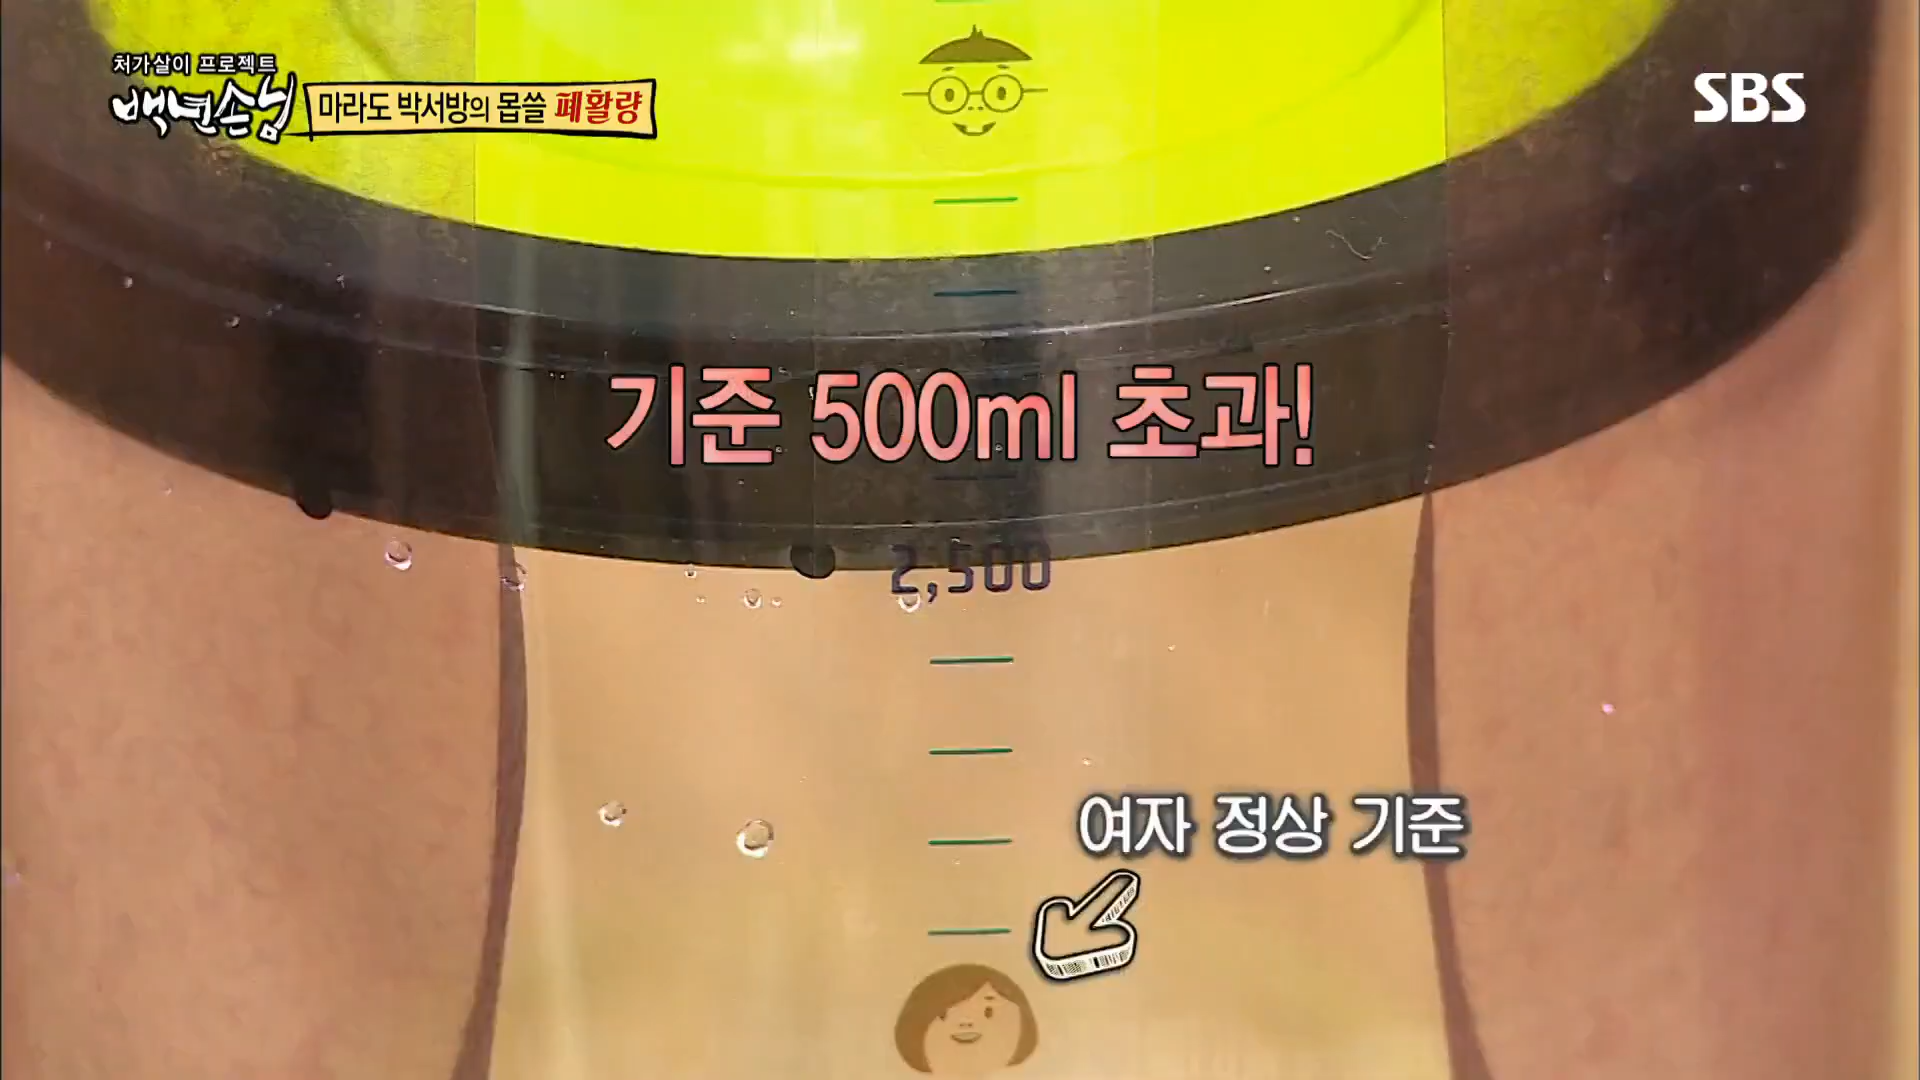 처가살이 프로젝트
백년손님
마라도 박서방의 몹쓸 폐활량
SBS
기준 500ml 초과!
2,500
여자 정상 기준